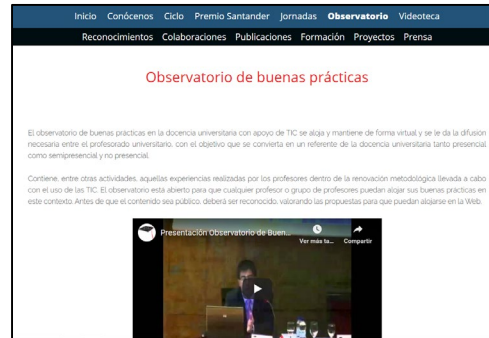 Inicio Conócenos Ciclo Premio Santander Jornadas Observatorio Videoteca
Reconocimientos Colaboraciones Publicaciones Formación Proyectos Prensa
Observatorio de buenas prácticas
El observatorio de buenas prácticas en la docencia universitaria con apoyo de TIC se aloja y mantiene de forma virtual y se le da la difusión
necesaria entre el profesorado universitario, con el objetivo que se convierta en un referente de la docencia universitaria tanto presencial
como semipresencial y no presencial.
Contiene, entre otras actividades, aquellas experiencias realizadas por los profesores dentro de la renovación metodológica llevada a cabo
con el uso de las TIC. El observatorio está abierto para que cualquier profesor o grupo de profesores puedan alojar sus buenas prácticas en
este contexto. Antes de que el contenido sea público, deberá ser reconocido, valorando las propuestas para que puedan alojarse en la Web.
Presentación Observatorio de Buen...
Ver más ta... Compartir